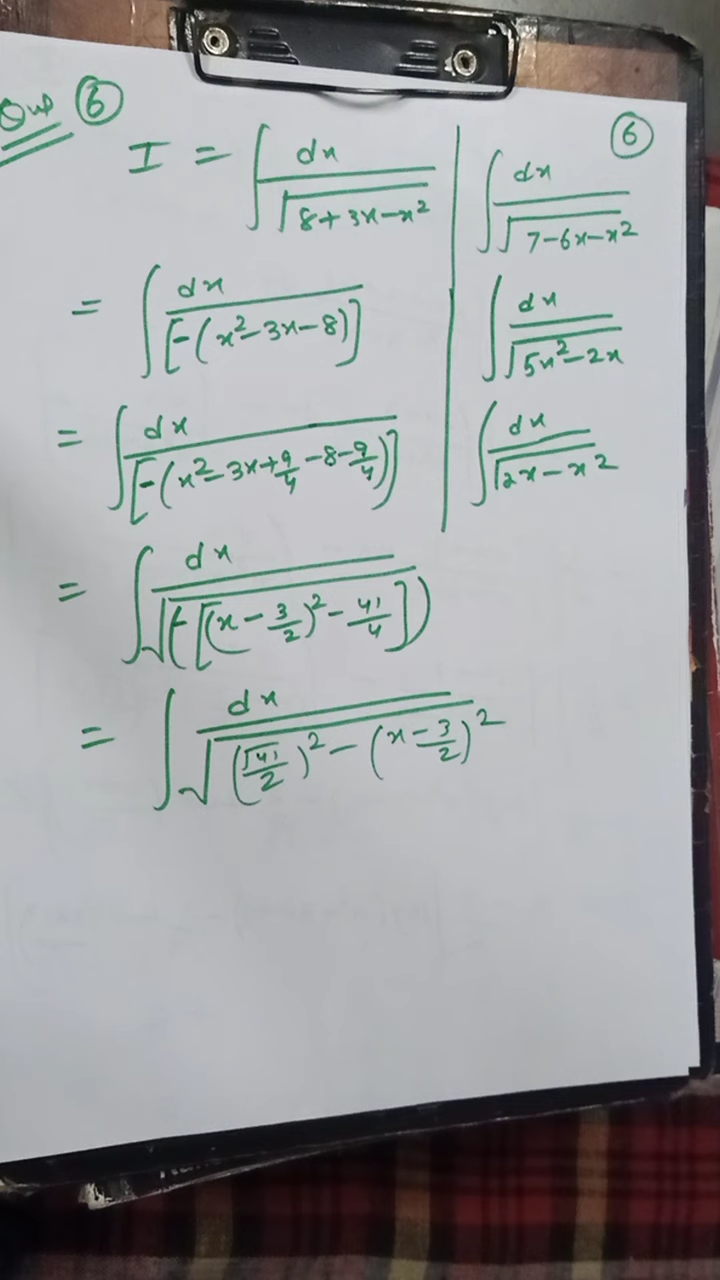 Que 6
I = ∫ dx / √(8+3x-x²)
= ∫ dx / [-(x²-3x-8)]
= ∫ dx / [-(x²-3x+9/4-8-9/4)]
= ∫ dx / √(-[(x-3/2)²-41/4])
= ∫ dx / √((√41/2)²-(x-3/2)²)
6
∫ dx / √(7-6x-x²)
∫ dx / √(5x²-2x)
∫ dx / √(2x-x²)